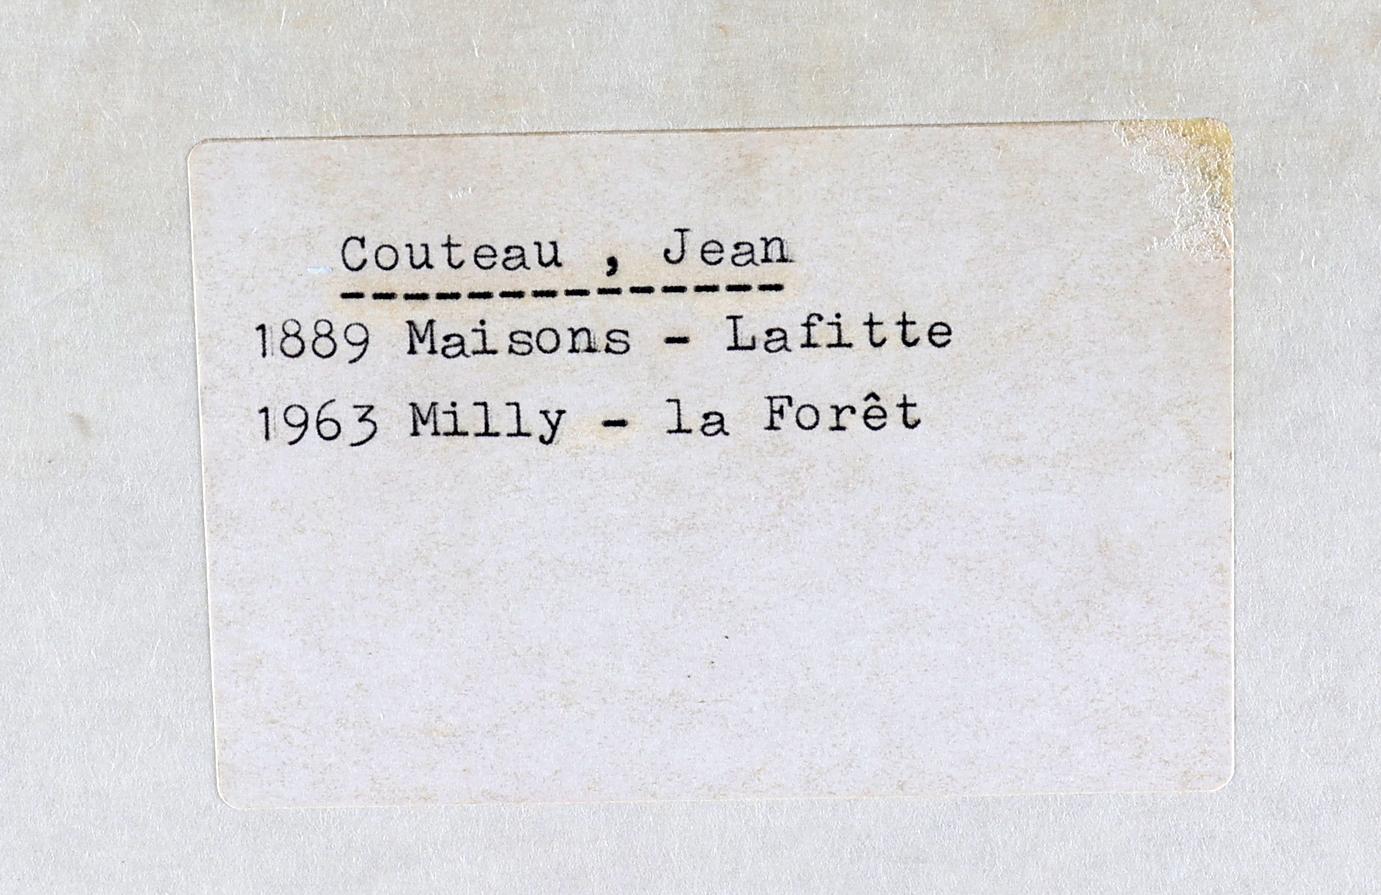 Couteau , Jean
--------------
1889 Maisons - Lafitte
1963 Milly - la Forêt